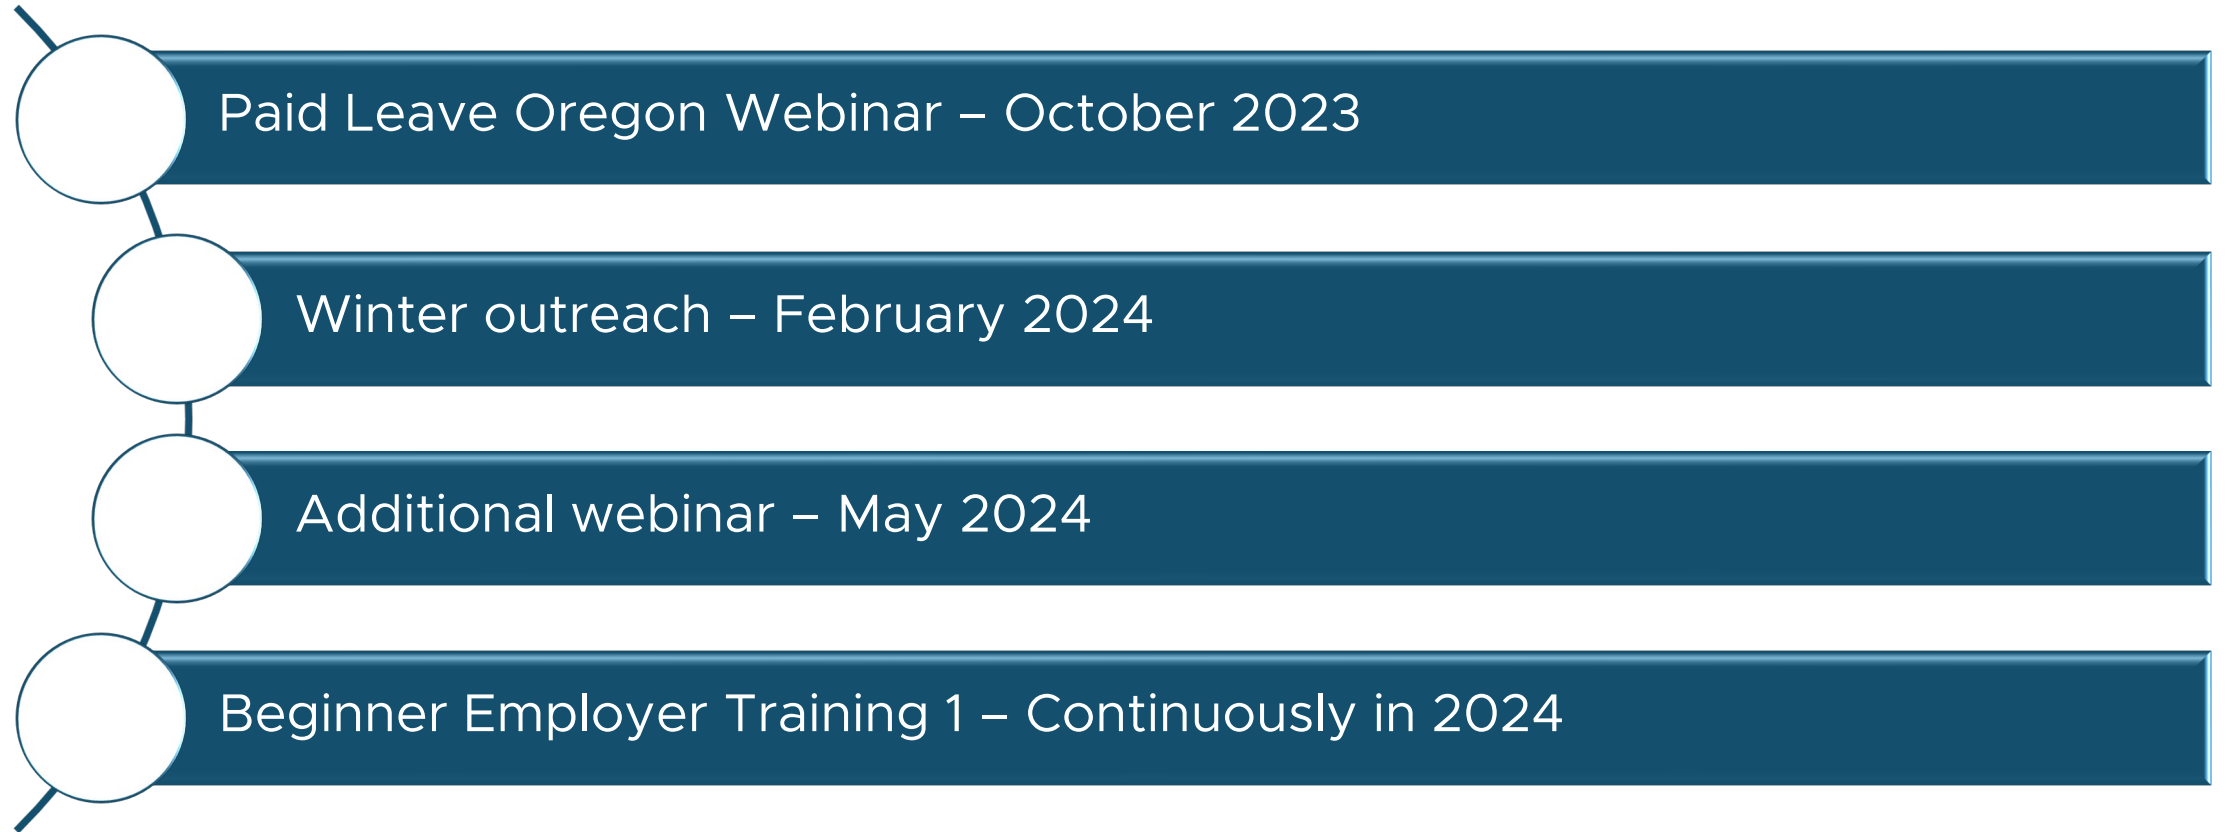 Paid Leave Oregon Webinar – October 2023
Winter outreach – February 2024
Additional webinar – May 2024
Beginner Employer Training 1 – Continuously in 2024